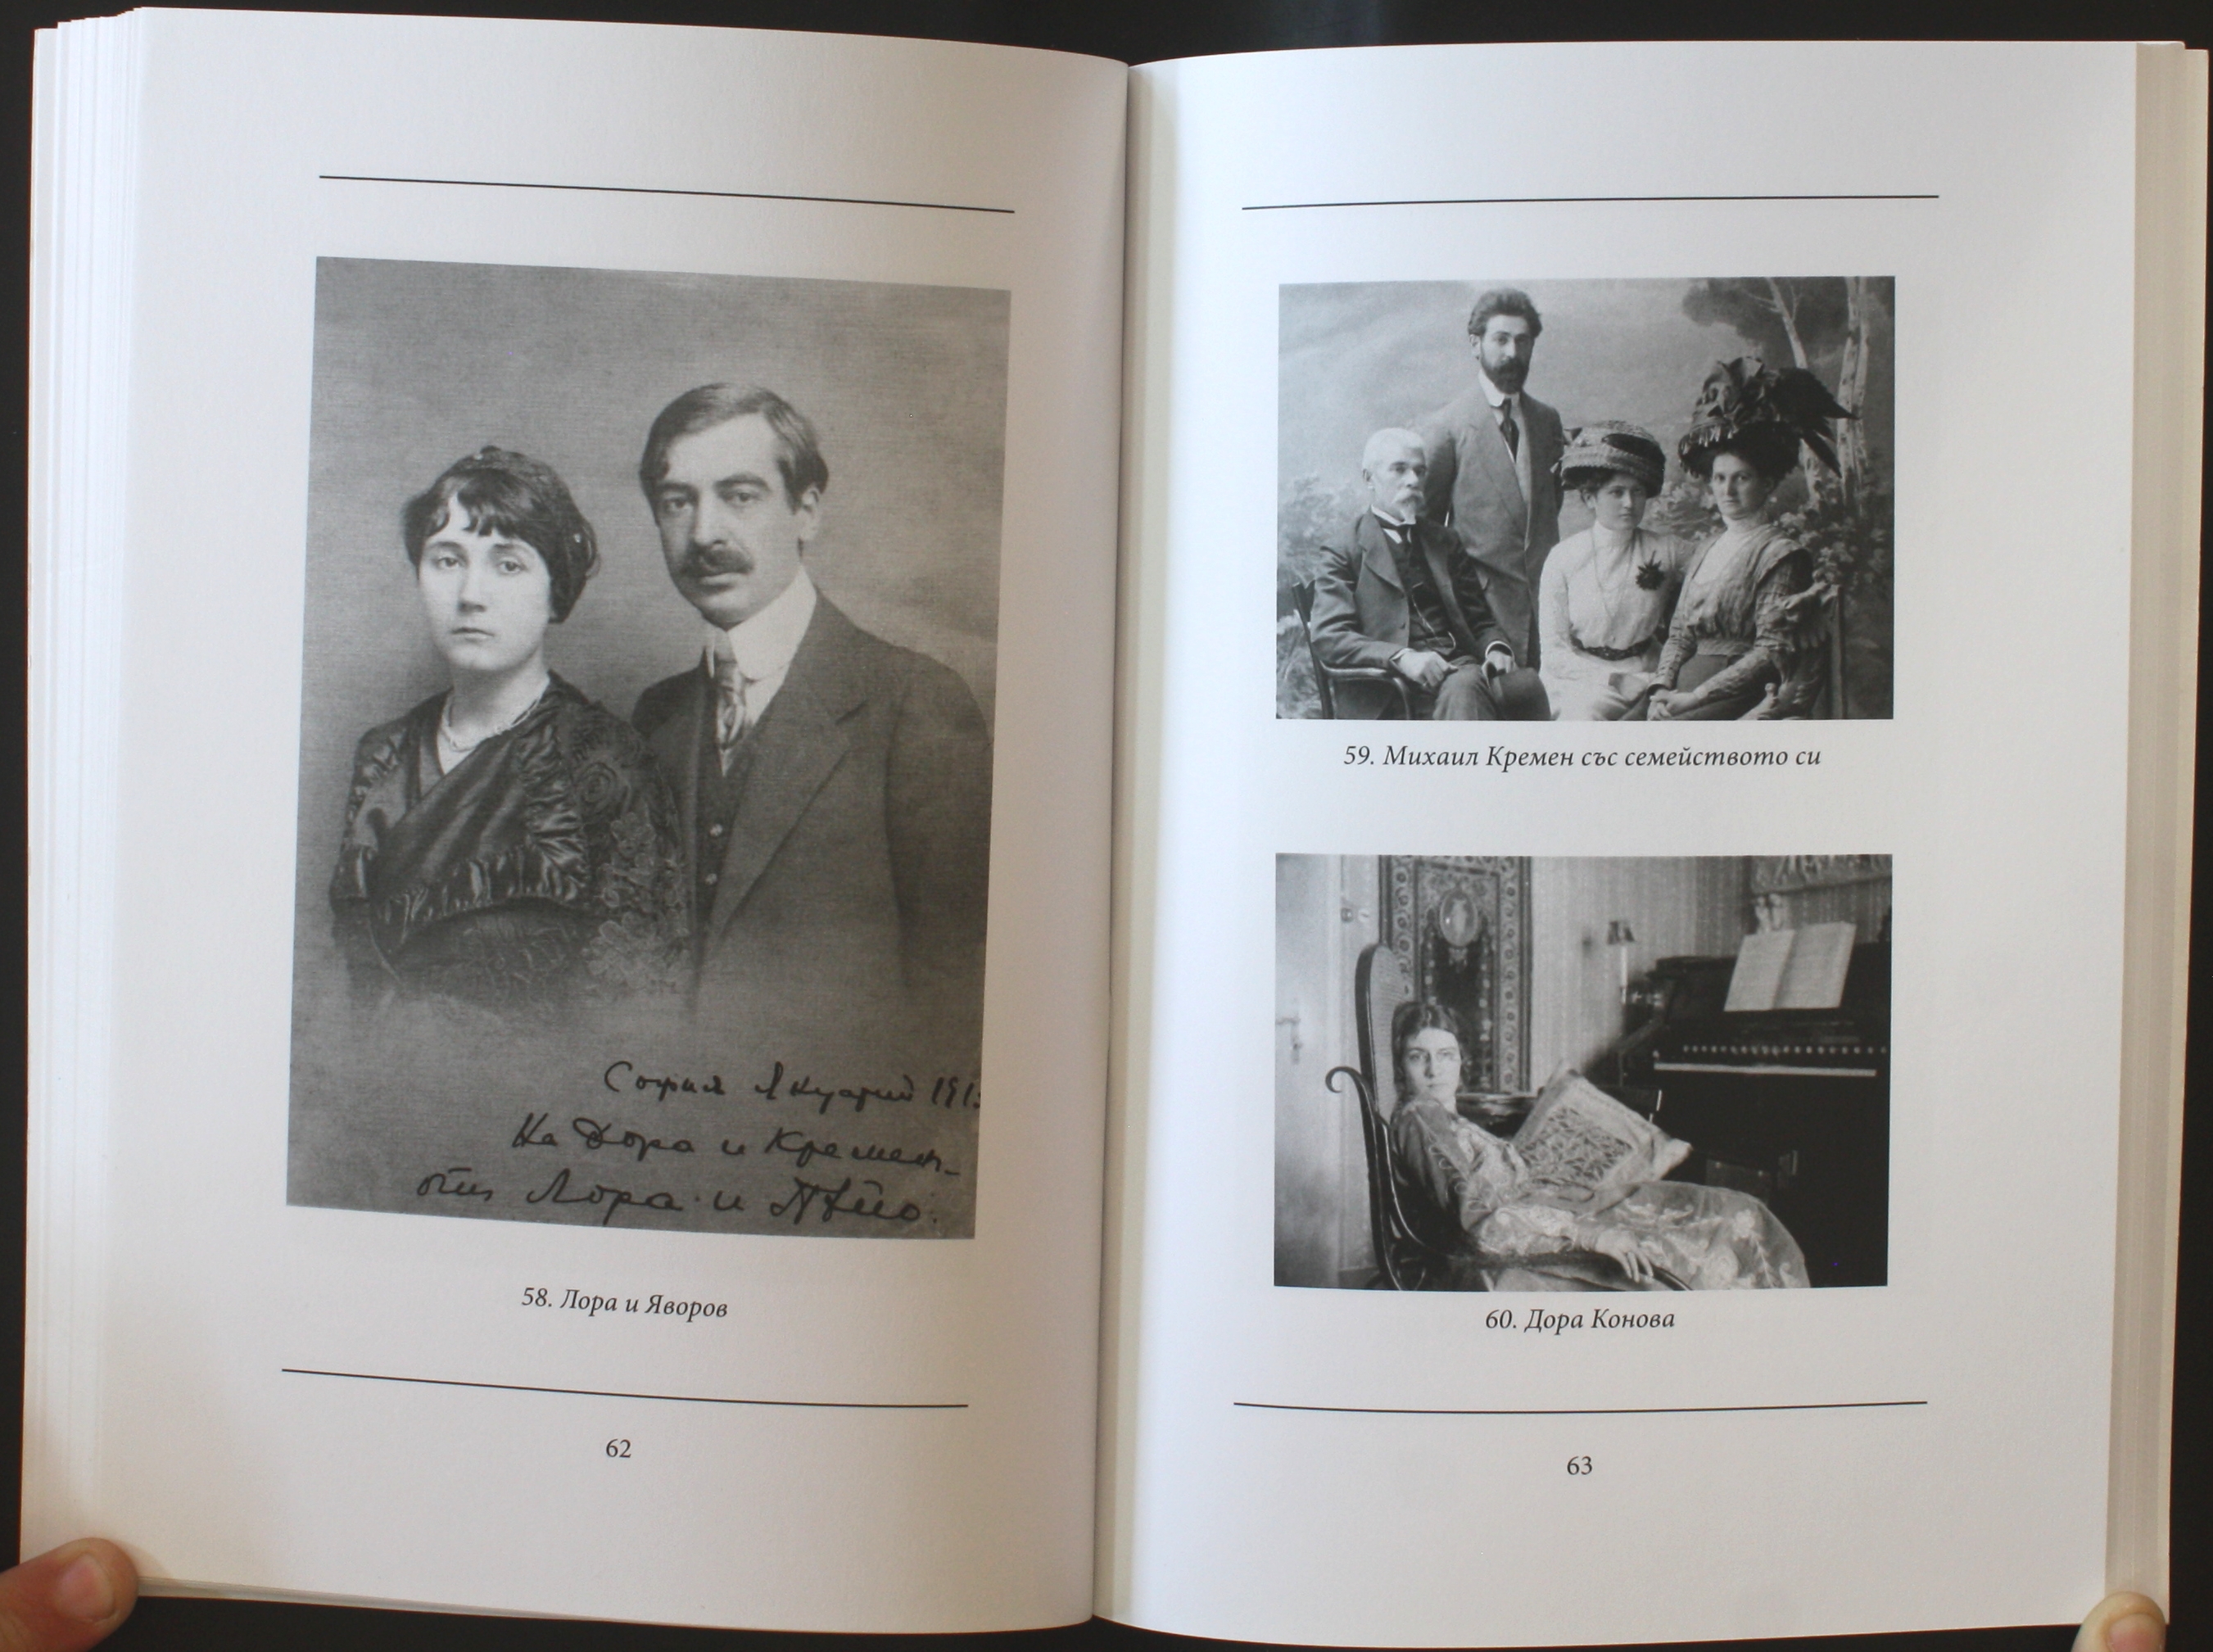 София Януарий 191
На Дора и Кремен
отъ Лора и Пейо.
58. Лора и Яворов
62
59. Михаил Кремен със семейството си
60. Дора Конова
63